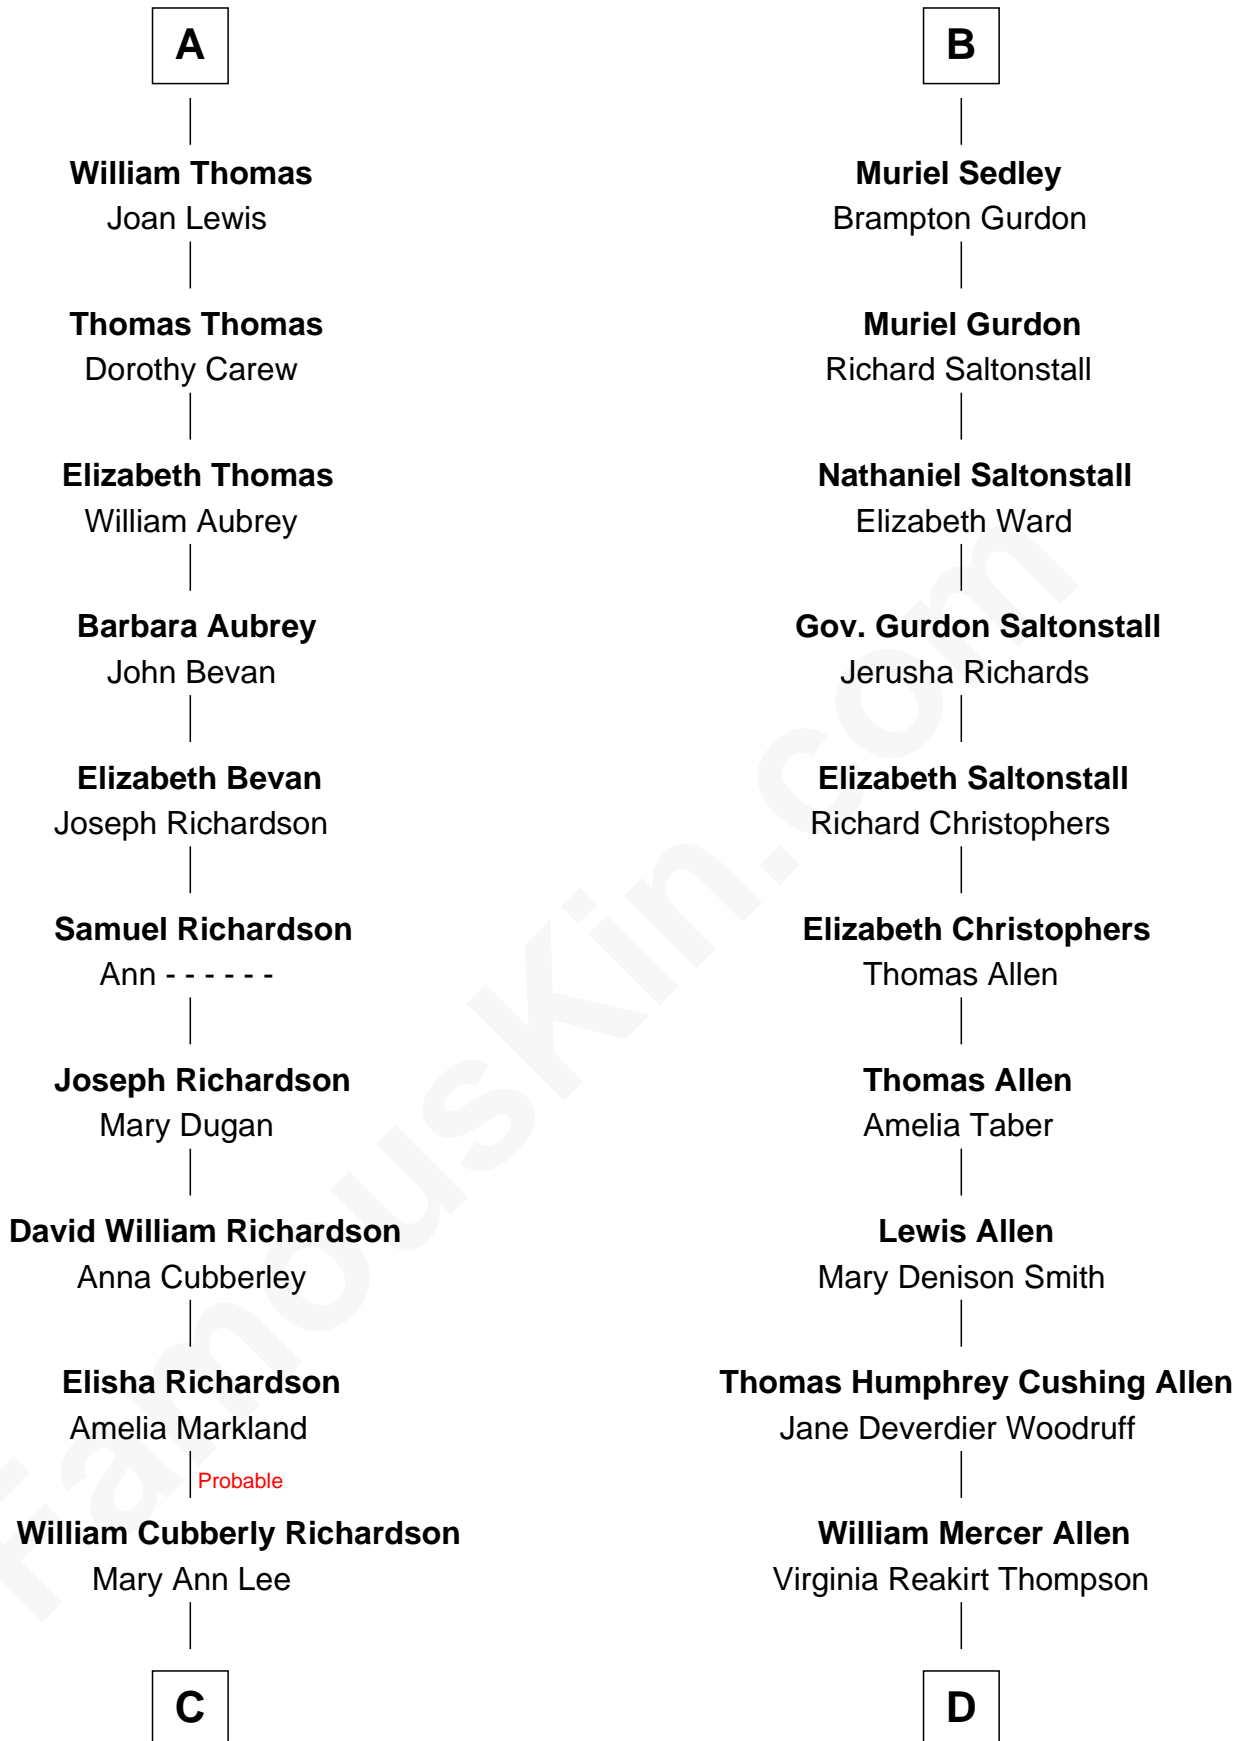 A
William Thomas
Joan Lewis
Thomas Thomas
Dorothy Carew
Elizabeth Thomas
William Aubrey
Barbara Aubrey
John Bevan
Elizabeth Bevan
Joseph Richardson
Samuel Richardson
Ann - - - - - -
Joseph Richardson
Mary Dugan
David William Richardson
Anna Cubberley
Elisha Richardson
Amelia Markland
Probable
William Cubberly Richardson
Mary Ann Lee
C
B
Muriel Sedley
Brampton Gurdon
Muriel Gurdon
Richard Saltonstall
Nathaniel Saltonstall
Elizabeth Ward
Gov. Gurdon Saltonstall
Jerusha Richards
Elizabeth Saltonstall
Richard Christophers
Elizabeth Christophers
Thomas Allen
Thomas Allen
Amelia Taber
Lewis Allen
Mary Denison Smith
Thomas Humphrey Cushing Allen
Jane Deverdier Woodruff
William Mercer Allen
Virginia Reakirt Thompson
D
FamousKin.com